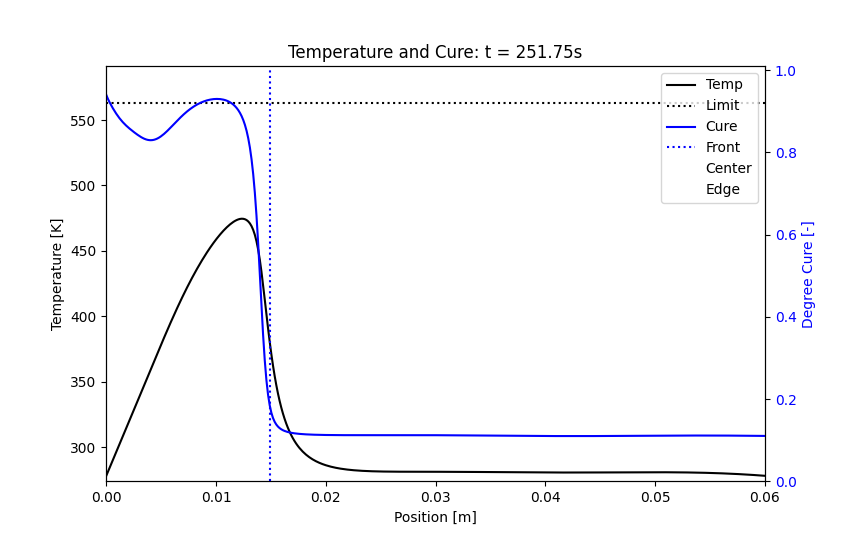 Temperature and Cure: t = 251.75s
Temp
Limit
Cure
Front
Center
Edge
Temperature [K]
550
500
450
400
350
300
Degree Cure [-]
1.0
0.8
0.6
0.4
0.2
0.0
0.00 0.01 0.02 0.03 0.04 0.05 0.06
Position [m]